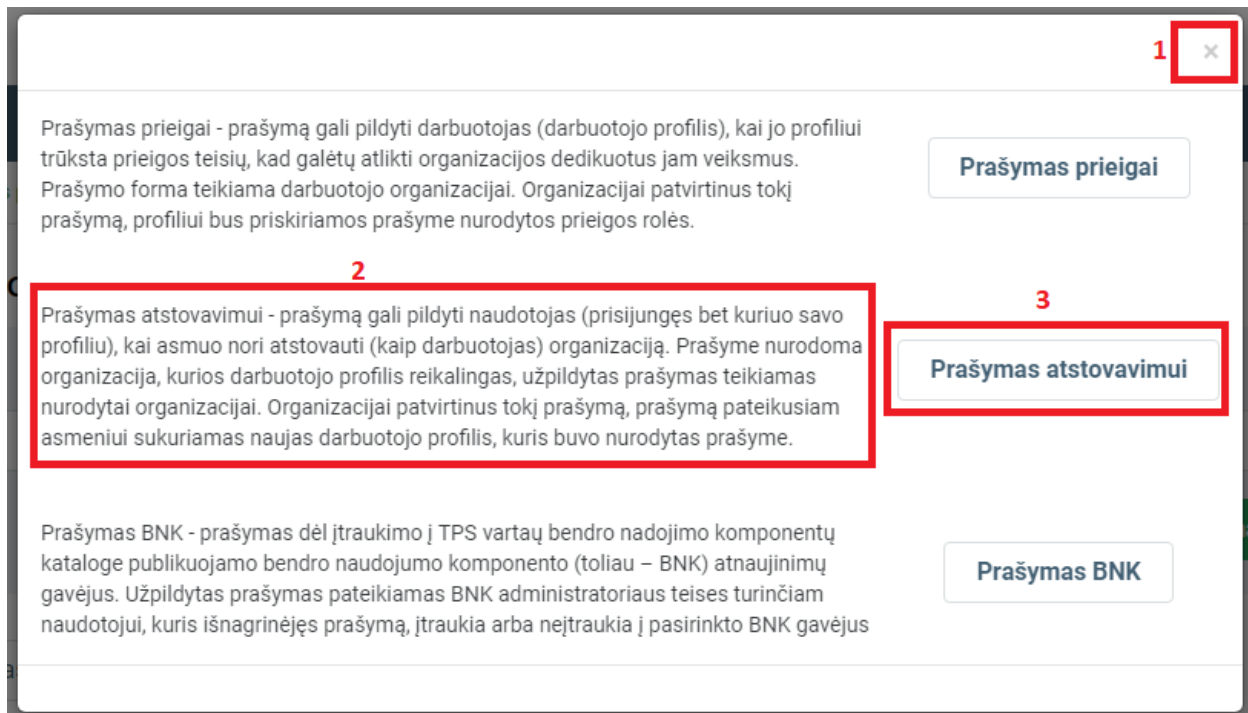 1 ×
Prašymas prieigai - prašymą gali pildyti darbuotojas (darbuotojo profilis), kai jo profiliui
trūksta prieigos teisių, kad galėtų atlikti organizacijos dedikuotus jam veiksmus.
Prašymo forma teikiama darbuotojo organizacijai. Organizacijai patvirtinus tokį
prašymą, profiliui bus priskiriamos prašyme nurodytos prieigos rolės.
Prašymas prieigai
2
Prašymas atstovavimui - prašymą gali pildyti naudotojas (prisijungęs bet kuriuo savo
profiliu), kai asmuo nori atstovauti (kaip darbuotojas) organizaciją. Prašyme nurodoma
organizacija, kurios darbuotojo profilis reikalingas, užpildytas prašymas teikiamas
nurodytai organizacijai. Organizacijai patvirtinus tokį prašymą, prašymą pateikusiam
asmeniui sukuriamas naujas darbuotojo profilis, kuris buvo nurodytas prašyme.
3
Prašymas atstovavimui
Prašymas BNK - prašymas dėl įtraukimo į TPS vartų bendro nadojimo komponentų
kataloge publikuojamo bendro naudojumo komponento (toliau – BNK) atnaujinimų
gavėjus. Užpildytas prašymas pateikiamas BNK administratoriaus teises turinčiam
naudotojui, kuris išnagrinėjęs prašymą, įtraukia arba neįtraukia į pasirinkto BNK gavėjus
Prašymas BNK